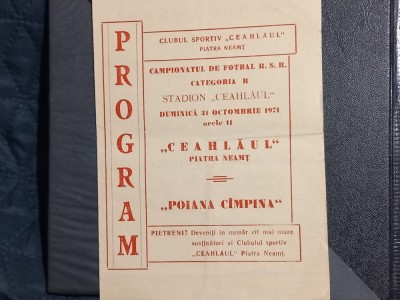 PROGRAM
CLUBUL SPORTIV „CEAHLĂUL"
PIATRA NEAMȚ
CAMPIONATUL DE FOTBAL R.S.R.
CATEGORIA B
STADION „CEAHLĂUL"
DUMINICĂ 31 OCTOMBRIE 1971
orele 11
„CEAHLĂUL"
PIATRA NEAMȚ
„POIANA CÎMPINA"
PIETRENI! Deveniți în număr cît mai mare
susținători ai Clubului sportiv
„CEAHLAUL" Piatra Neamț.